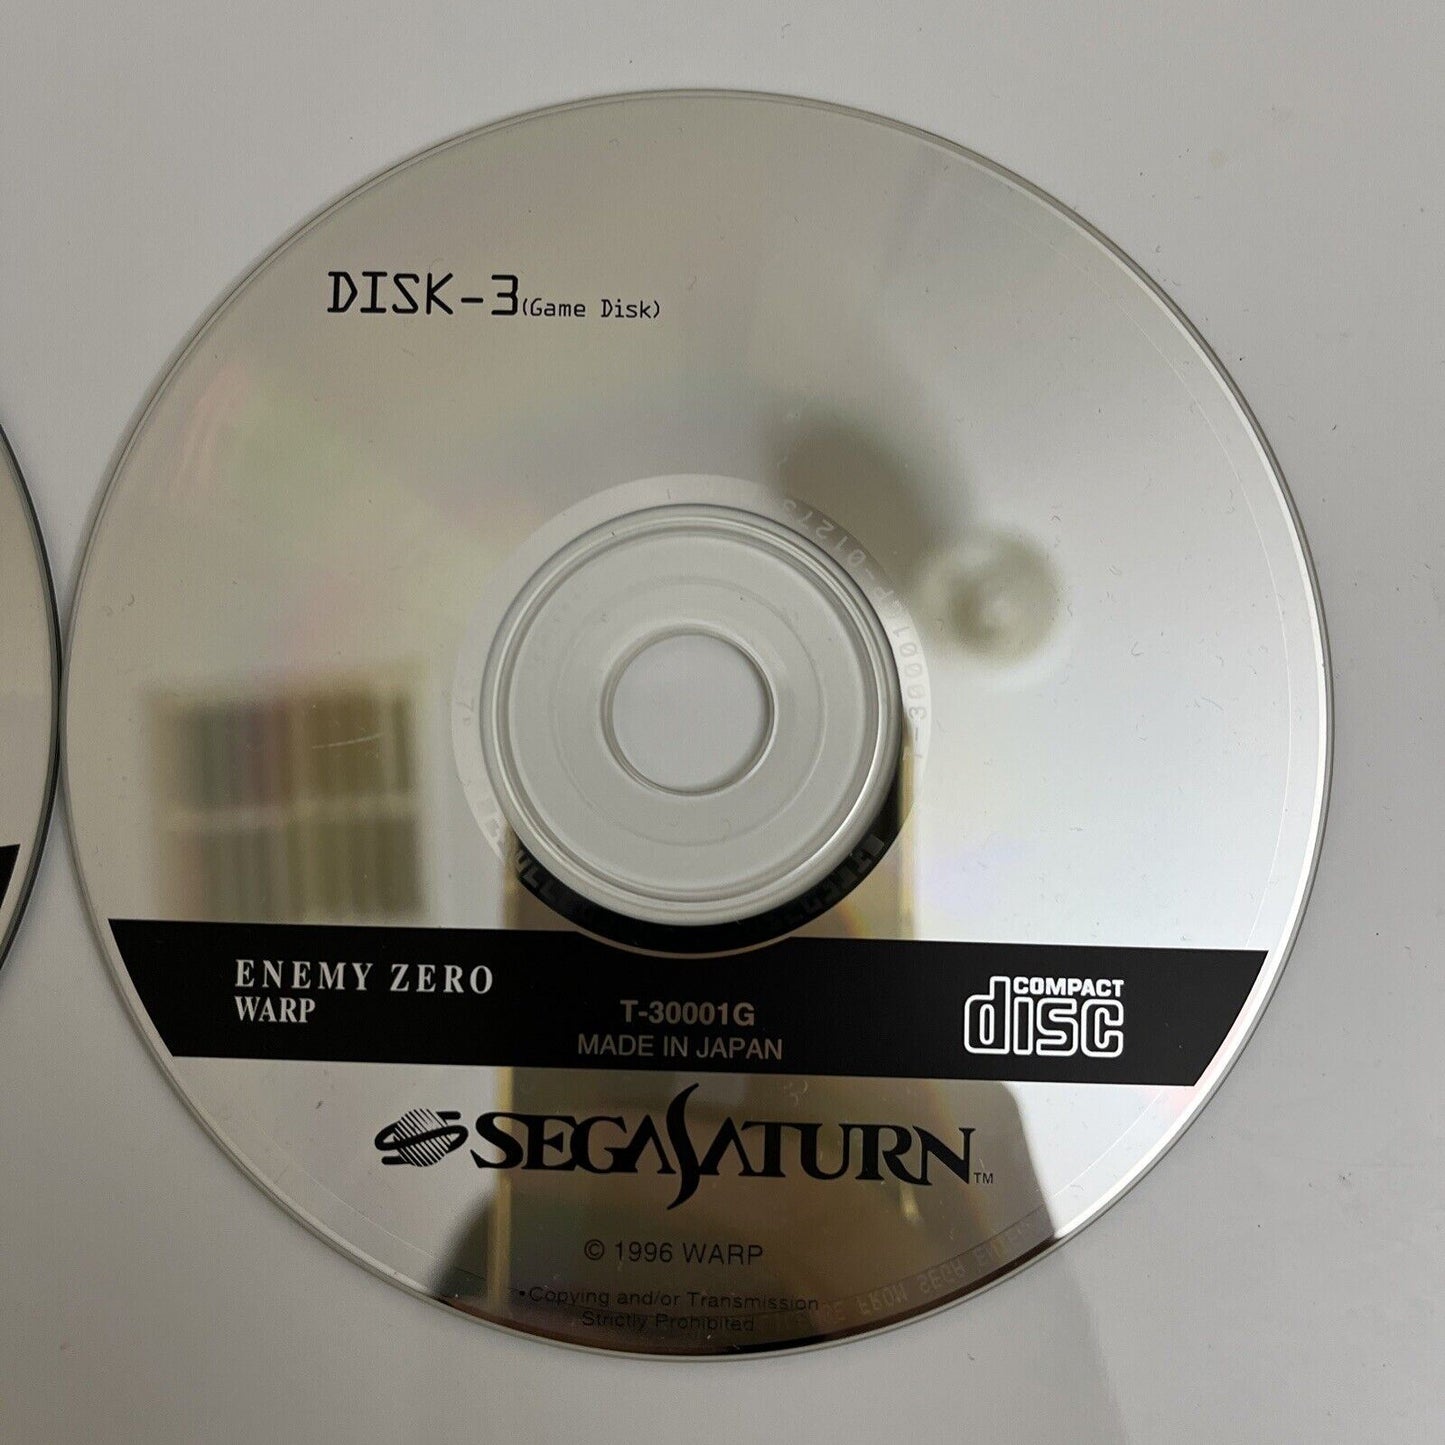 DISK-3(Game Disk)
ENEMY ZERO
WARP
T-30001G
MADE IN JAPAN
COMPACT
disc
SEGASATURN™
© 1996 WARP
•Copying and/or Transmission
Strictly Prohibited